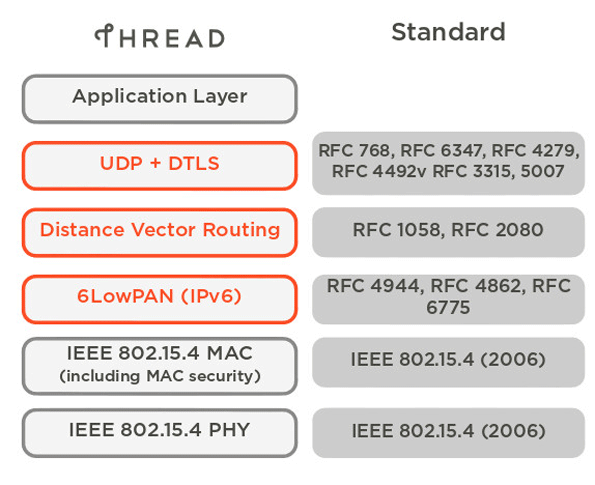 THREAD
Standard
Application Layer
UDP + DTLS
RFC 768, RFC 6347, RFC 4279,
RFC 4492v RFC 3315, 5007
Distance Vector Routing
RFC 1058, RFC 2080
6LowPAN (IPv6)
RFC 4944, RFC 4862, RFC
6775
IEEE 802.15.4 MAC
(including MAC security)
IEEE 802.15.4 (2006)
IEEE 802.15.4 PHY
IEEE 802.15.4 (2006)